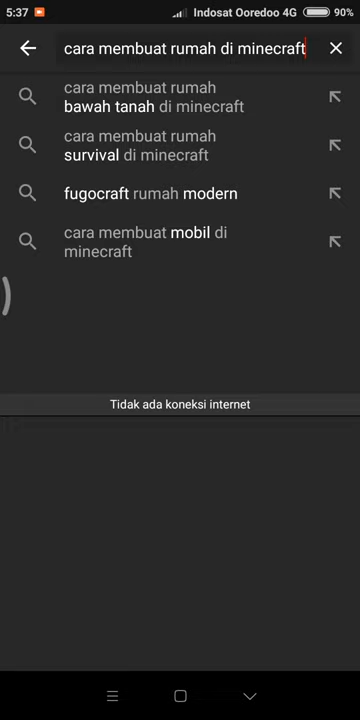 5:37 Indosat Ooredoo 4G 90%
cara membuat rumah di minecraft
cara membuat rumah
bawah tanah di minecraft
cara membuat rumah
survival di minecraft
fugocraft rumah modern
cara membuat mobil di
minecraft
Tidak ada koneksi internet